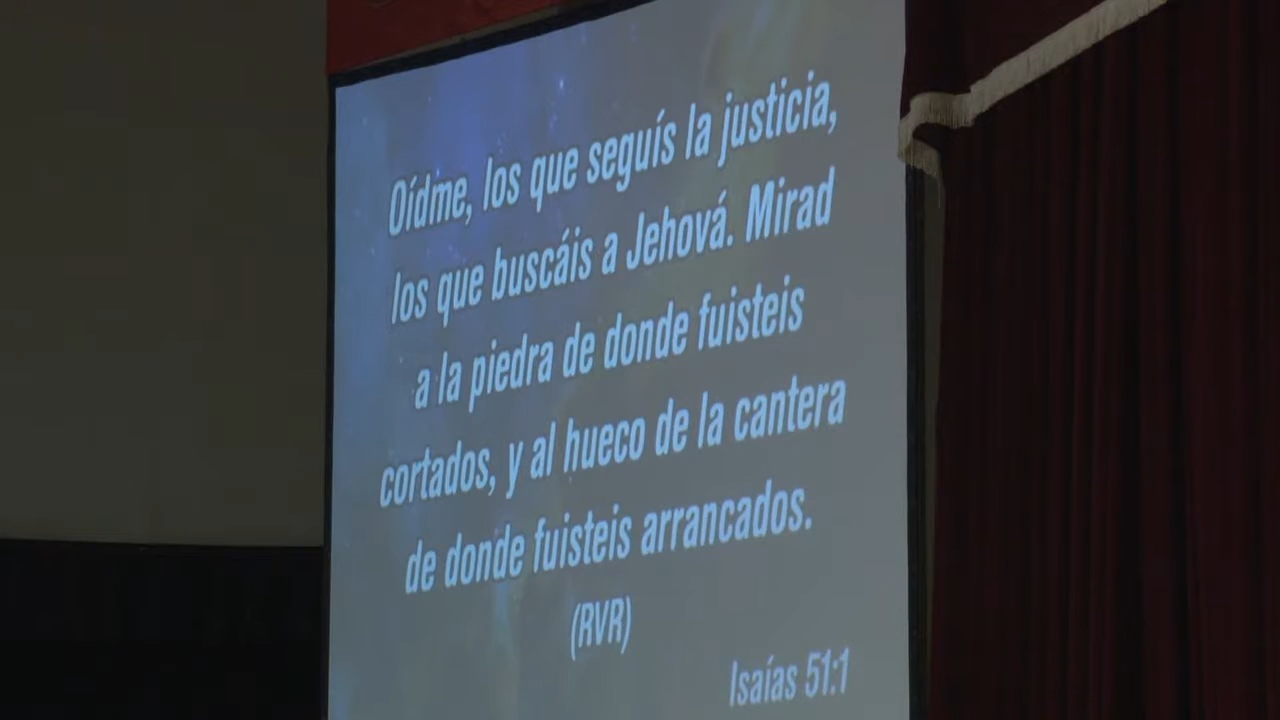 Oídme, los que seguís la justicia,
los que buscáis a Jehová. Mirad
a la piedra de donde fuisteis
cortados, y al hueco de la cantera
de donde fuisteis arrancados.
(RVR)
Isaías 51:1